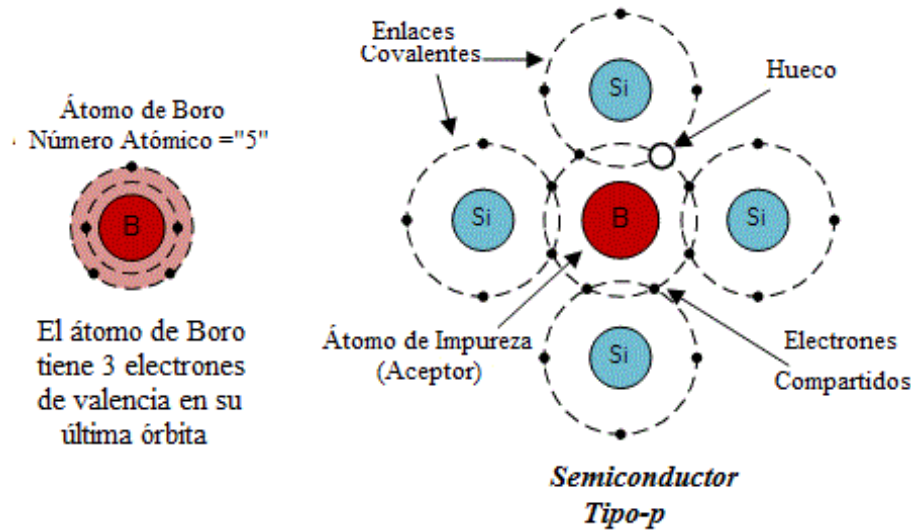 Átomo de Boro
Número Atómico ="5"
B
El átomo de Boro
tiene 3 electrones
de valencia en su
última órbita
Enlaces
Covalentes
Si
Hueco
Si
B
Si
Átomo de Impureza
(Aceptor)
Si
Electrones
Compartidos
Semiconductor
Tipo-p